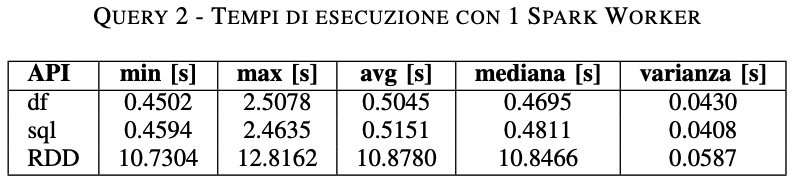 QUERY 2 - TEMPI DI ESECUZIONE CON 1 SPARK WORKER
API min [s] max [s] avg [s] mediana [s] varianza [s]
df 0.4502 2.5078 0.5045 0.4695 0.0430
sql 0.4594 2.4635 0.5151 0.4811 0.0408
RDD 10.7304 12.8162 10.8780 10.8466 0.0587